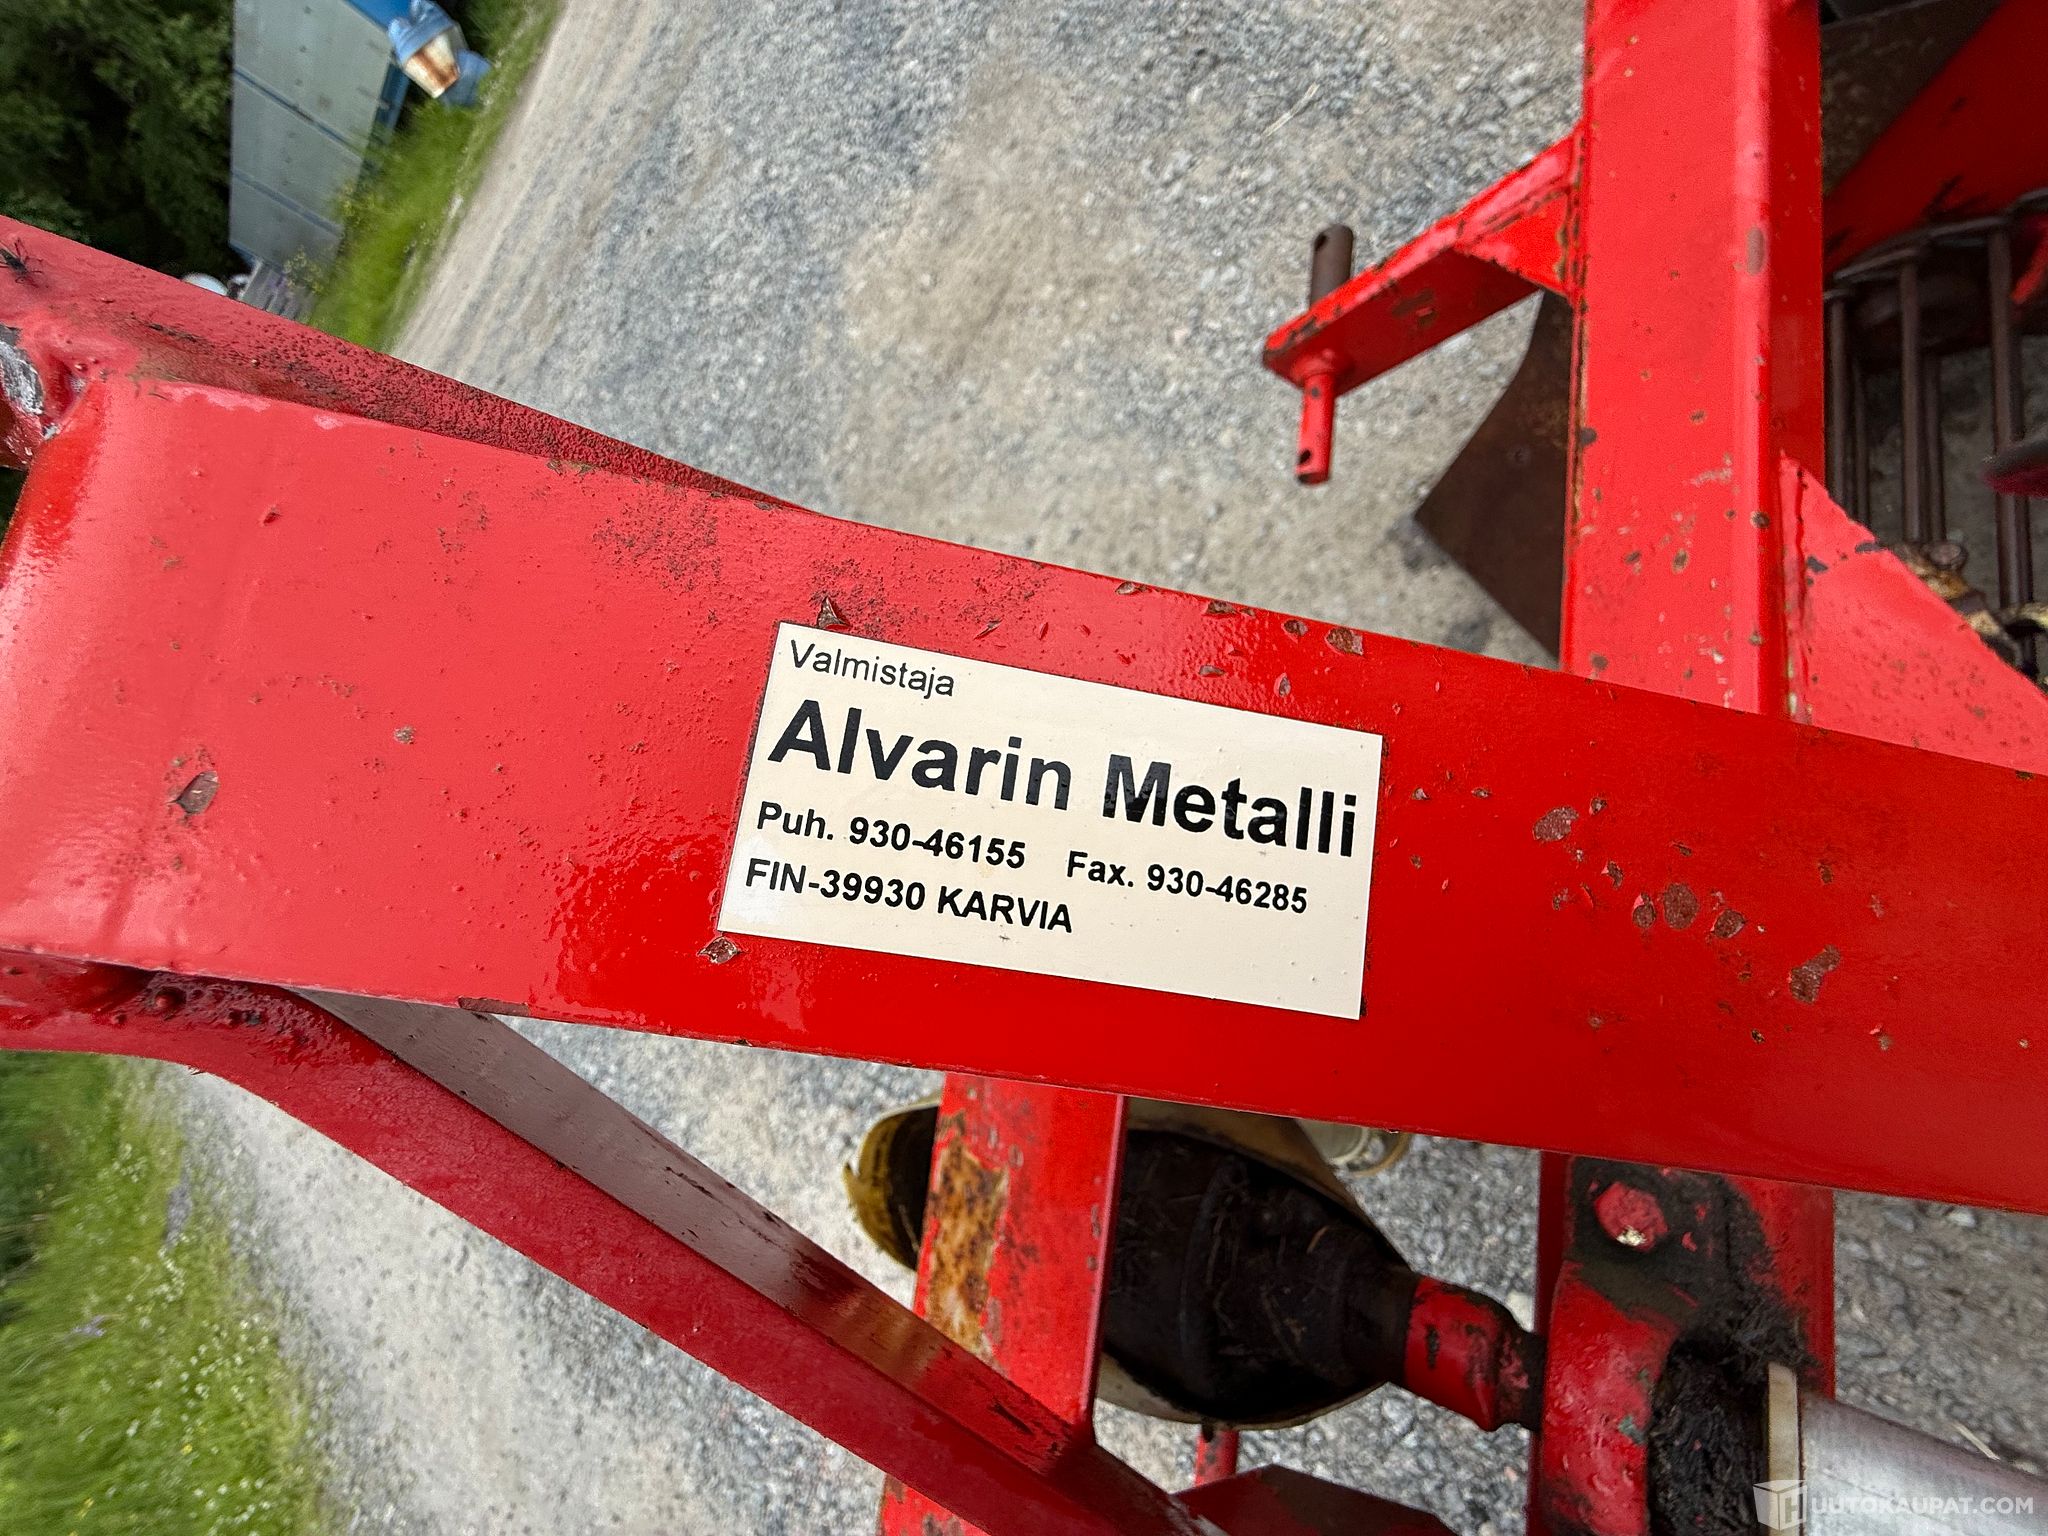 Valmistaja
Alvarin Metalli
Puh. 930-46155 Fax. 930-46285
FIN-39930 KARVIA
HUUTOKAUPAT.COM